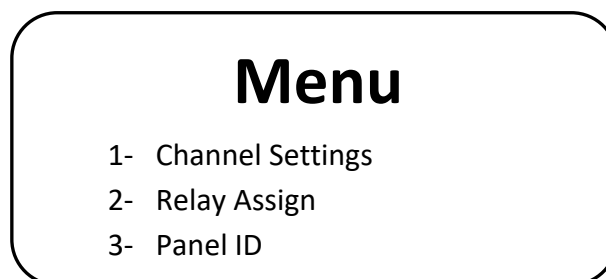 Menu
1- Channel Settings
2- Relay Assign
3- Panel ID